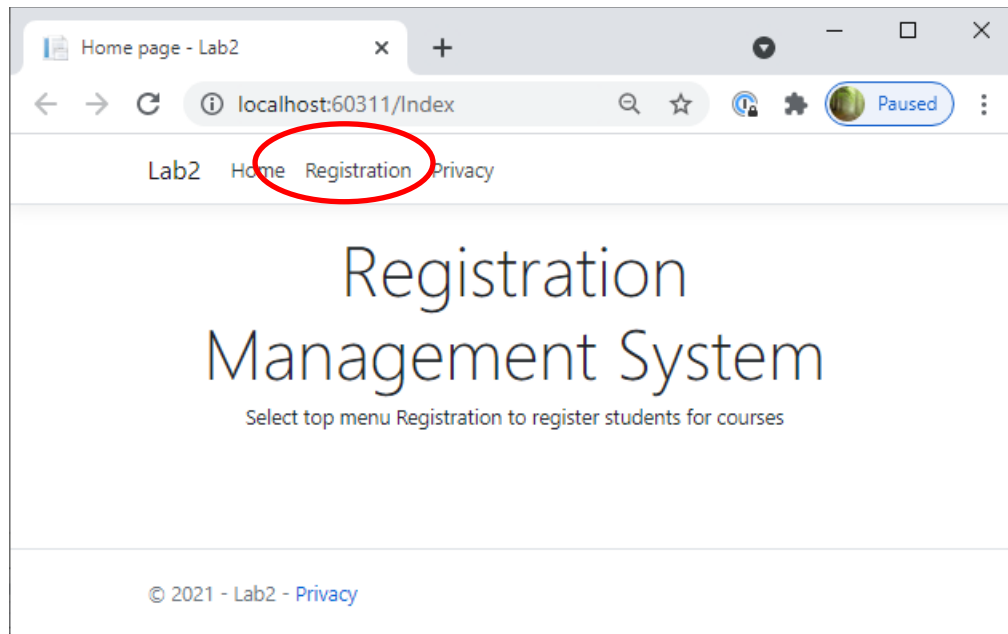 Home page - Lab2
localhost:60311/Index
Paused
Lab2 Home Registration Privacy
Registration
Management System
Select top menu Registration to register students for courses
© 2021 - Lab2 - Privacy